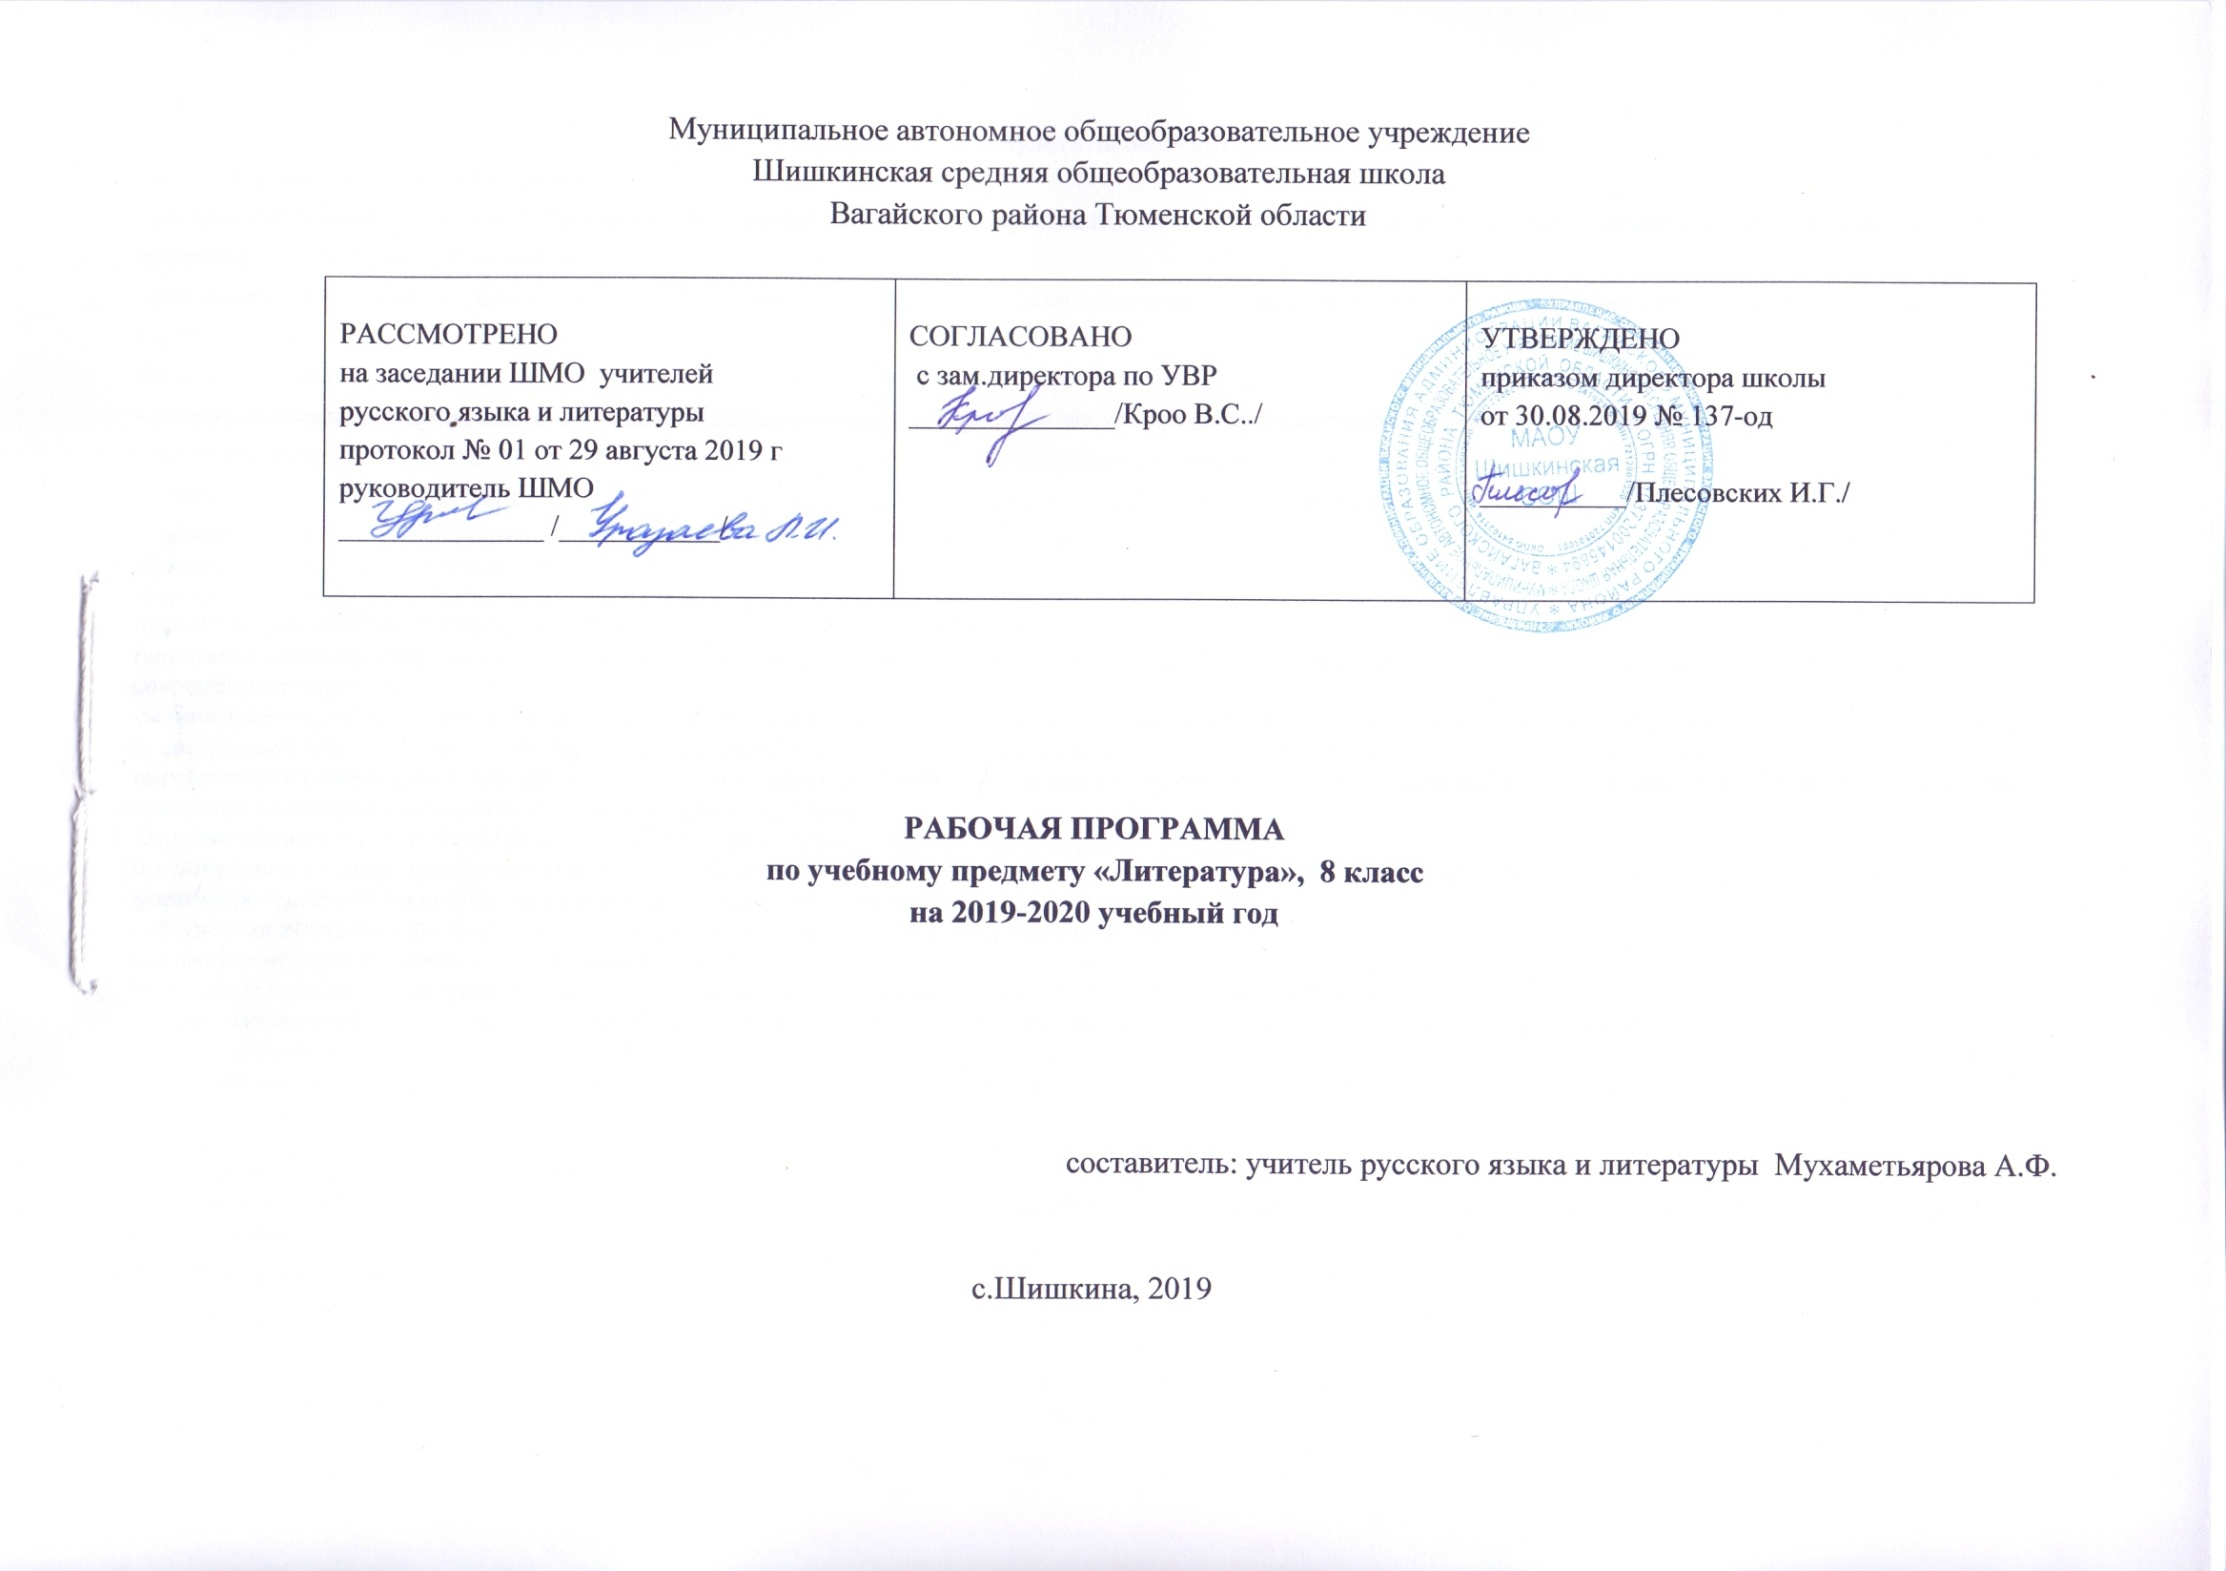 Муниципальное автономное общеобразовательное учреждение
Шишкинская средняя общеобразовательная школа
Вагайского района Тюменской области
РАССМОТРЕНО
на заседании ШМО учителей
русского языка и литературы
протокол № 01 от 29 августа 2019 г
руководитель ШМО
/ Уразаева /
СОГЛАСОВАНО
с зам.директора по УВР
/Кроо В.С../
УТВЕРЖДЕНО
приказом директора школы
от 30.08.2019 № 137-од
МАОУ
Шишкинская
/Плесовских И.Г./
РАБОЧАЯ ПРОГРАММА
по учебному предмету «Литература», 8 класс
на 2019-2020 учебный год
составитель: учитель русского языка и литературы Мухаметьярова А.Ф.
с.Шишкина, 2019